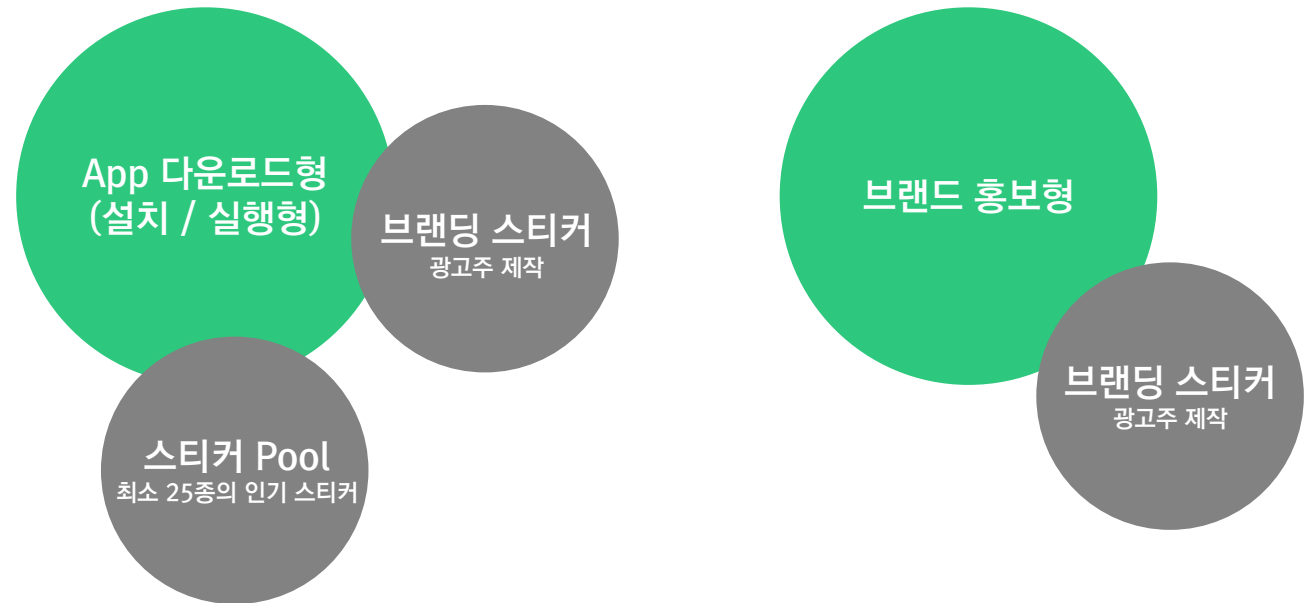 App 다운로드형
(설치 / 실행형)
브랜딩 스티커
광고주 제작
스티커 Pool
최소 25종의 인기 스티커
브랜드 홍보형
브랜딩 스티커
광고주 제작